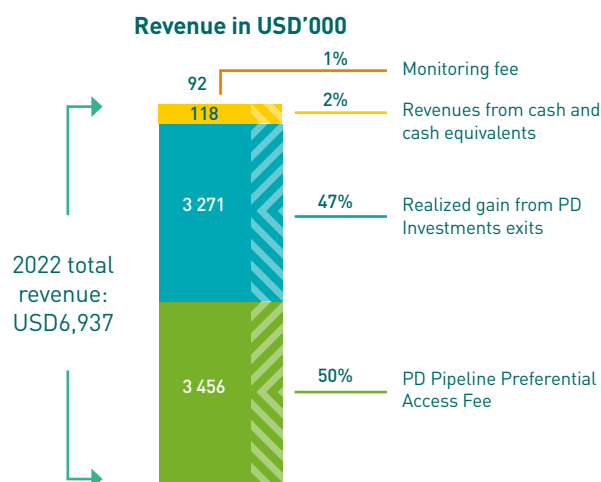 Revenue in USD’000
1%
92
Monitoring fee
2%
118
Revenues from cash and
cash equivalents
3 271
47%
Realized gain from PD
Investments exits
2022 total
revenue:
USD6,937
3 456
50%
PD Pipeline Preferential
Access Fee